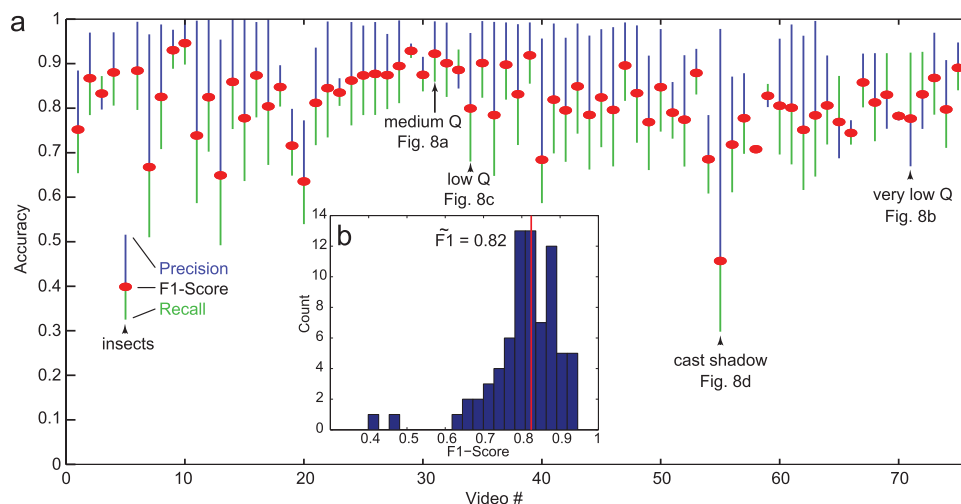 a
Accuracy
1
0.9
0.8
0.7
0.6
0.5
0.4
0.3
0.2
0.1
0
medium Q
Fig. 8a
low Q
Fig. 8c
very low Q
Fig. 8b
Precision
F1-Score
Recall
insects
cast shadow
Fig. 8d
b
F̃1 = 0.82
Count
14
12
10
8
6
4
2
0
0.4 0.5 0.6 0.7 0.8 0.9 1
F1−Score
0 10 20 30 40 50 60 70
Video #